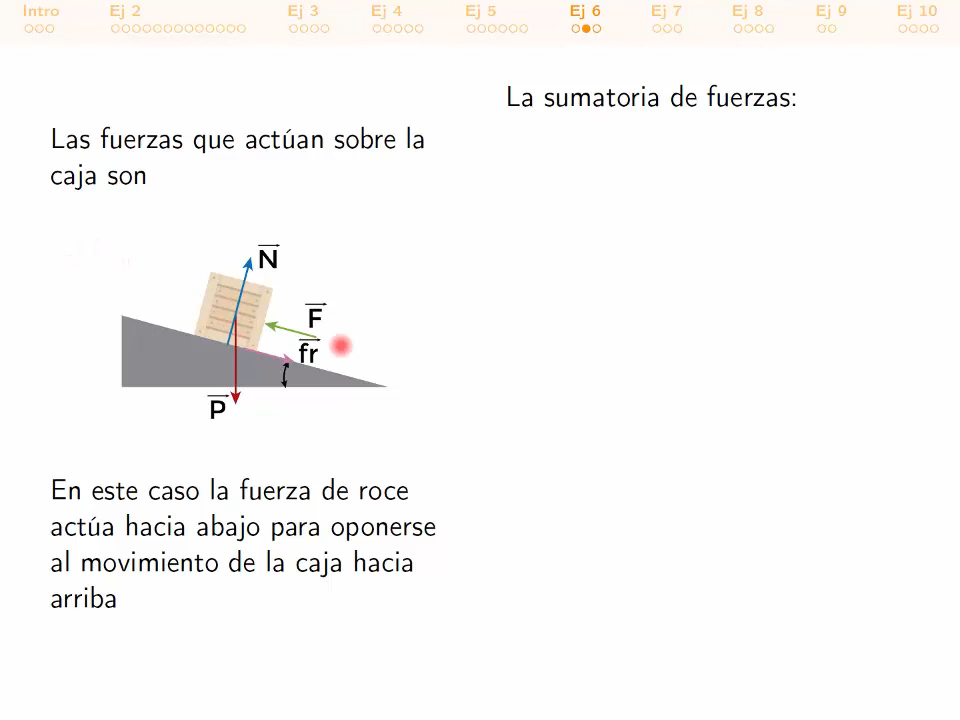 Intro Ej 2 Ej 3 Ej 4 Ej 5 Ej 6 Ej 7 Ej 8 Ej 9 Ej 10
Las fuerzas que actúan sobre la
caja son
N
F
fr
P
En este caso la fuerza de roce
actúa hacia abajo para oponerse
al movimiento de la caja hacia
arriba
La sumatoria de fuerzas: